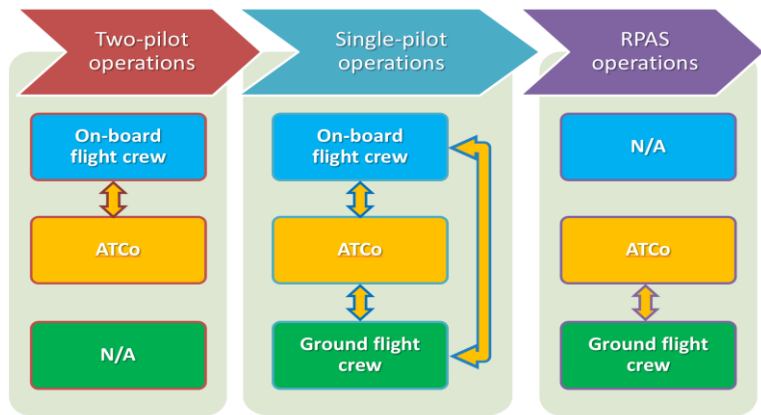 Two-pilot
operations
Single-pilot
operations
RPAS
operations
On-board
flight crew
ATCo
N/A
On-board
flight crew
ATCo
Ground flight
crew
N/A
ATCo
Ground flight
crew